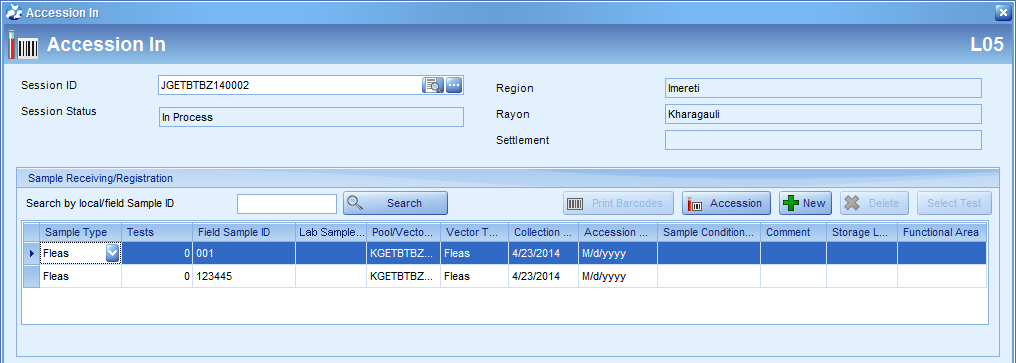 Accession In
Accession In L05
Session ID JGETBTBZ140002 Region Imereti
Session Status In Process Rayon Kharagauli
Settlement
Sample Receiving/Registration
Search by local/field Sample ID Search Print Barcodes Accession New Delete Select Test
Sample Type Tests Field Sample ID Lab Sample... Pool/Vecto... Vector T... Collection ... Accession ... Sample Condition... Comment Storage L... Functional Area
Fleas 0 001 KGETBTBZ... Fleas 4/23/2014 M/d/yyyy
Fleas 0 123445 KGETBTBZ... Fleas 4/23/2014 M/d/yyyy